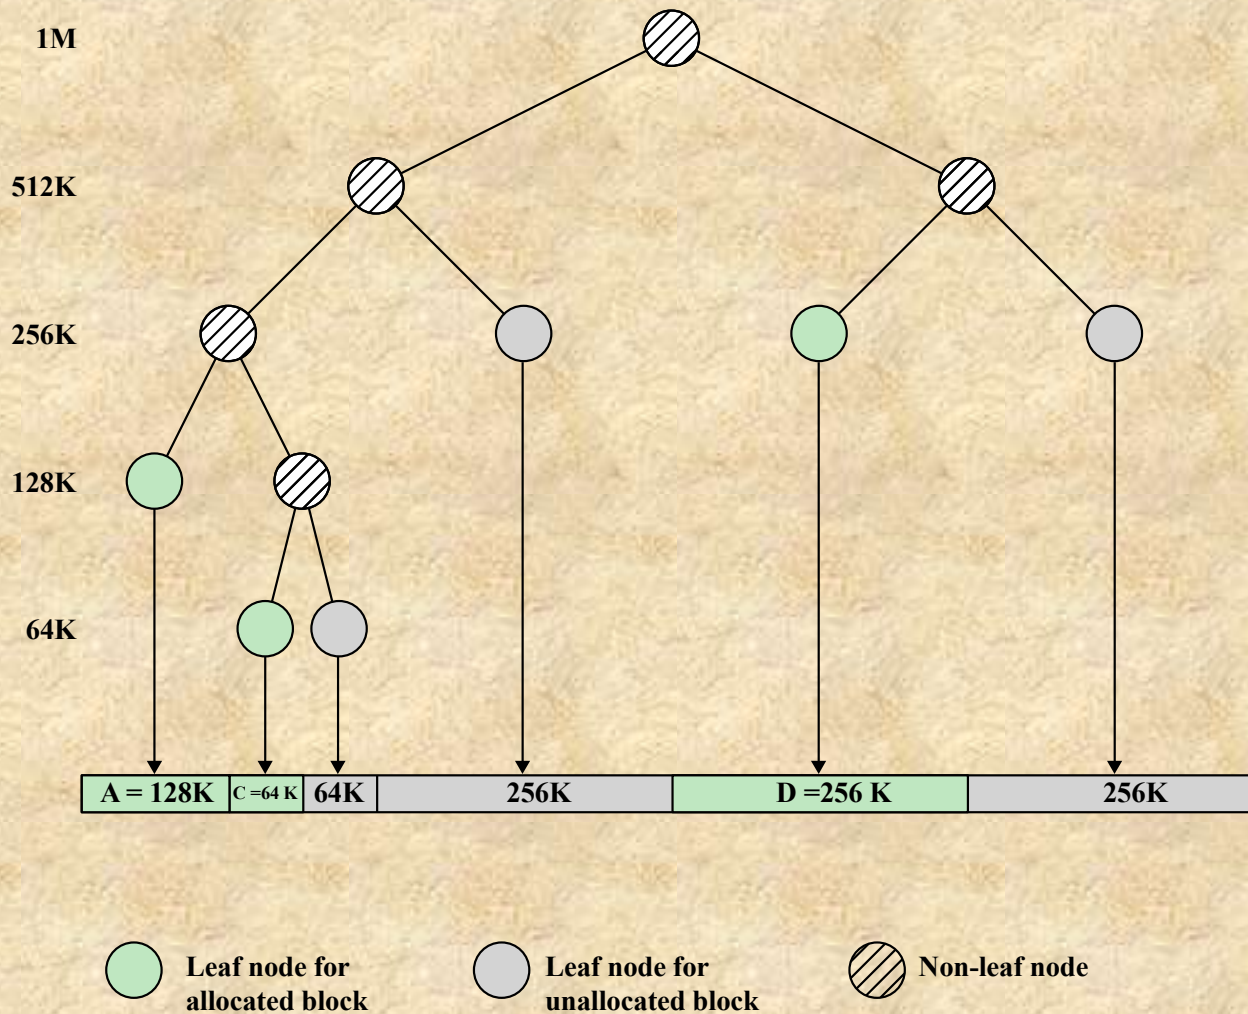 1M
512K
256K
128K
64K
A = 128K C =64 K 64K 256K D =256 K 256K
Leaf node for
allocated block
Leaf node for
unallocated block
Non-leaf node